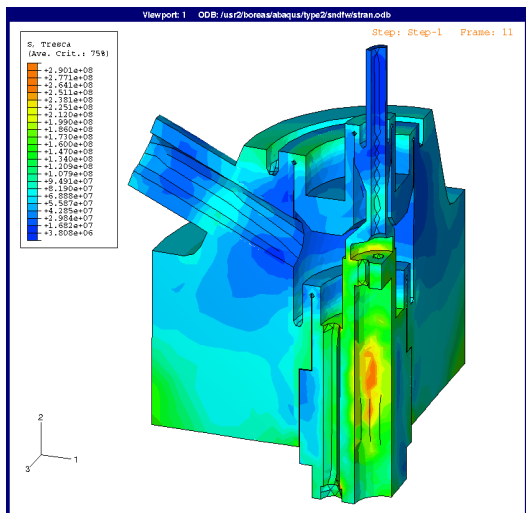 Viewport: 1 ODB: /usr2/boreas/abaqus/type2/sndfw/stran.odb
Step: Step-1 Frame: 11
S, Tresca
(Ave. Crit.: 75%)
+2.901e+08
+2.771e+08
+2.641e+08
+2.511e+08
+2.381e+08
+2.251e+08
+2.120e+08
+1.990e+08
+1.860e+08
+1.730e+08
+1.600e+08
+1.470e+08
+1.340e+08
+1.209e+08
+1.079e+08
+9.491e+07
+8.190e+07
+6.888e+07
+5.587e+07
+4.285e+07
+2.984e+07
+1.682e+07
+3.808e+06
2
3
1